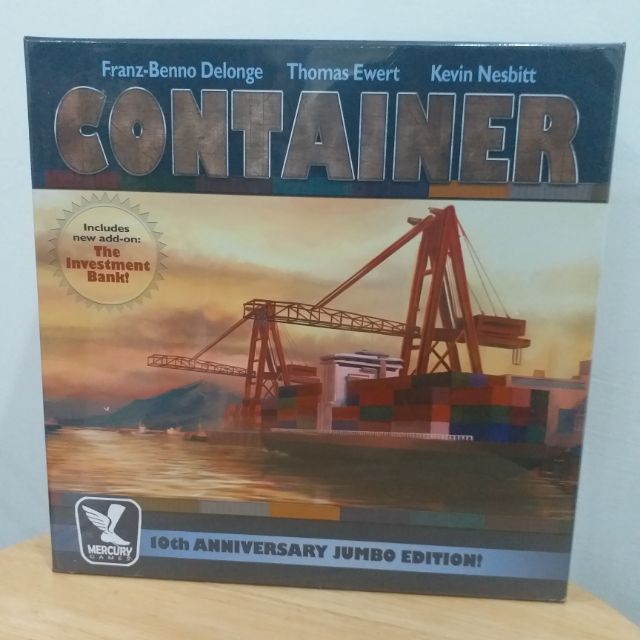 Franz-Benno Delonge Thomas Ewert Kevin Nesbitt
CONTAINER
Includes
new add-on:
The
Investment
Bank!
MERCURY
GAMES
10th ANNIVERSARY JUMBO EDITION!